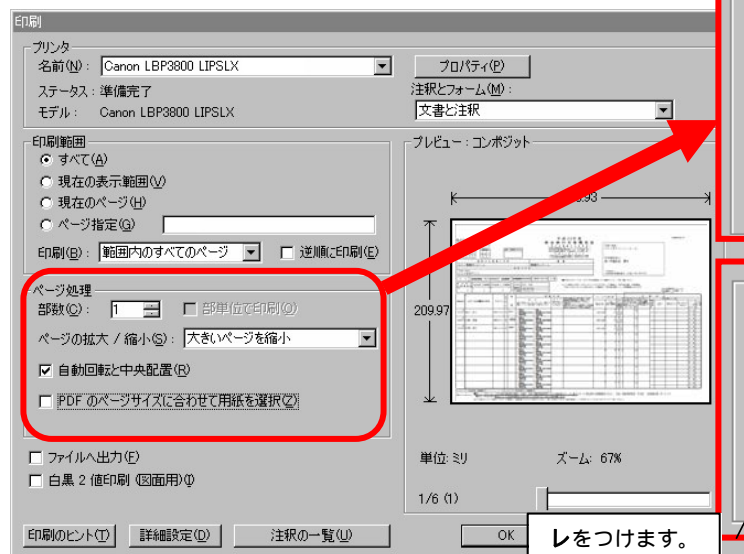 印刷
プリンタ
名前(N): Canon LBP3800 LIPSLX
プロパティ(P)
ステータス: 準備完了
注釈とフォーム(M):
モデル: Canon LBP3800 LIPSLX
文書と注釈
印刷範囲
すべて(A)
現在の表示範囲(V)
現在のページ(H)
ページ指定(G)
印刷(B): 範囲内のすべてのページ
逆順に印刷(E)
ページ処理
部数(C): 1
部単位で印刷(O)
ページの拡大 / 縮小(S): 大きいページを縮小
自動回転と中央配置(R)
PDF のページサイズに合わせて用紙を選択(Z)
ファイルへ出力(F)
白黒 2 値印刷 (図面用)(I)
プレビュー: コンポジット
209.97
単位: ミリ
ズーム: 67%
1/6 (1)
印刷のヒント(T)
詳細設定(D)
注釈の一覧(U)
OK
レをつけます。